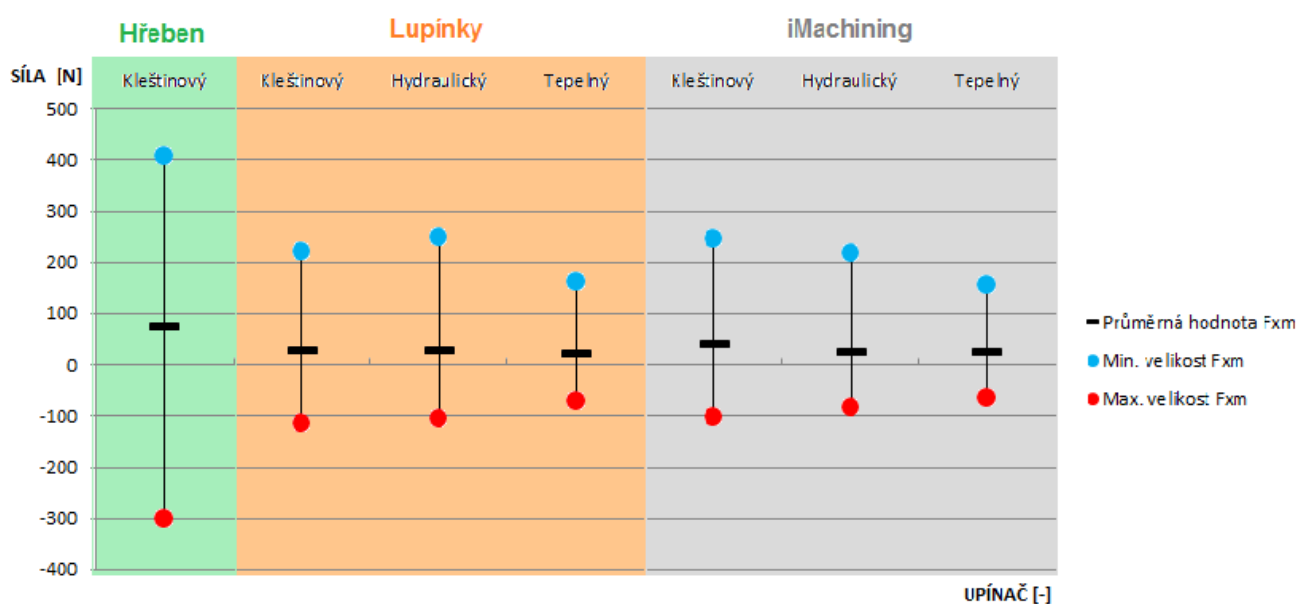 Hřeben Lupínky iMachining
SÍLA [N] Kleštinový Kleštinový Hydraulický Tepelný Kleštinový Hydraulický Tepelný
500
400
300
200
100
0
-100
-200
-300
-400
Průměrná hodnota Fxm
Min. velikost Fxm
Max. velikost Fxm
UPÍNAČ [-]